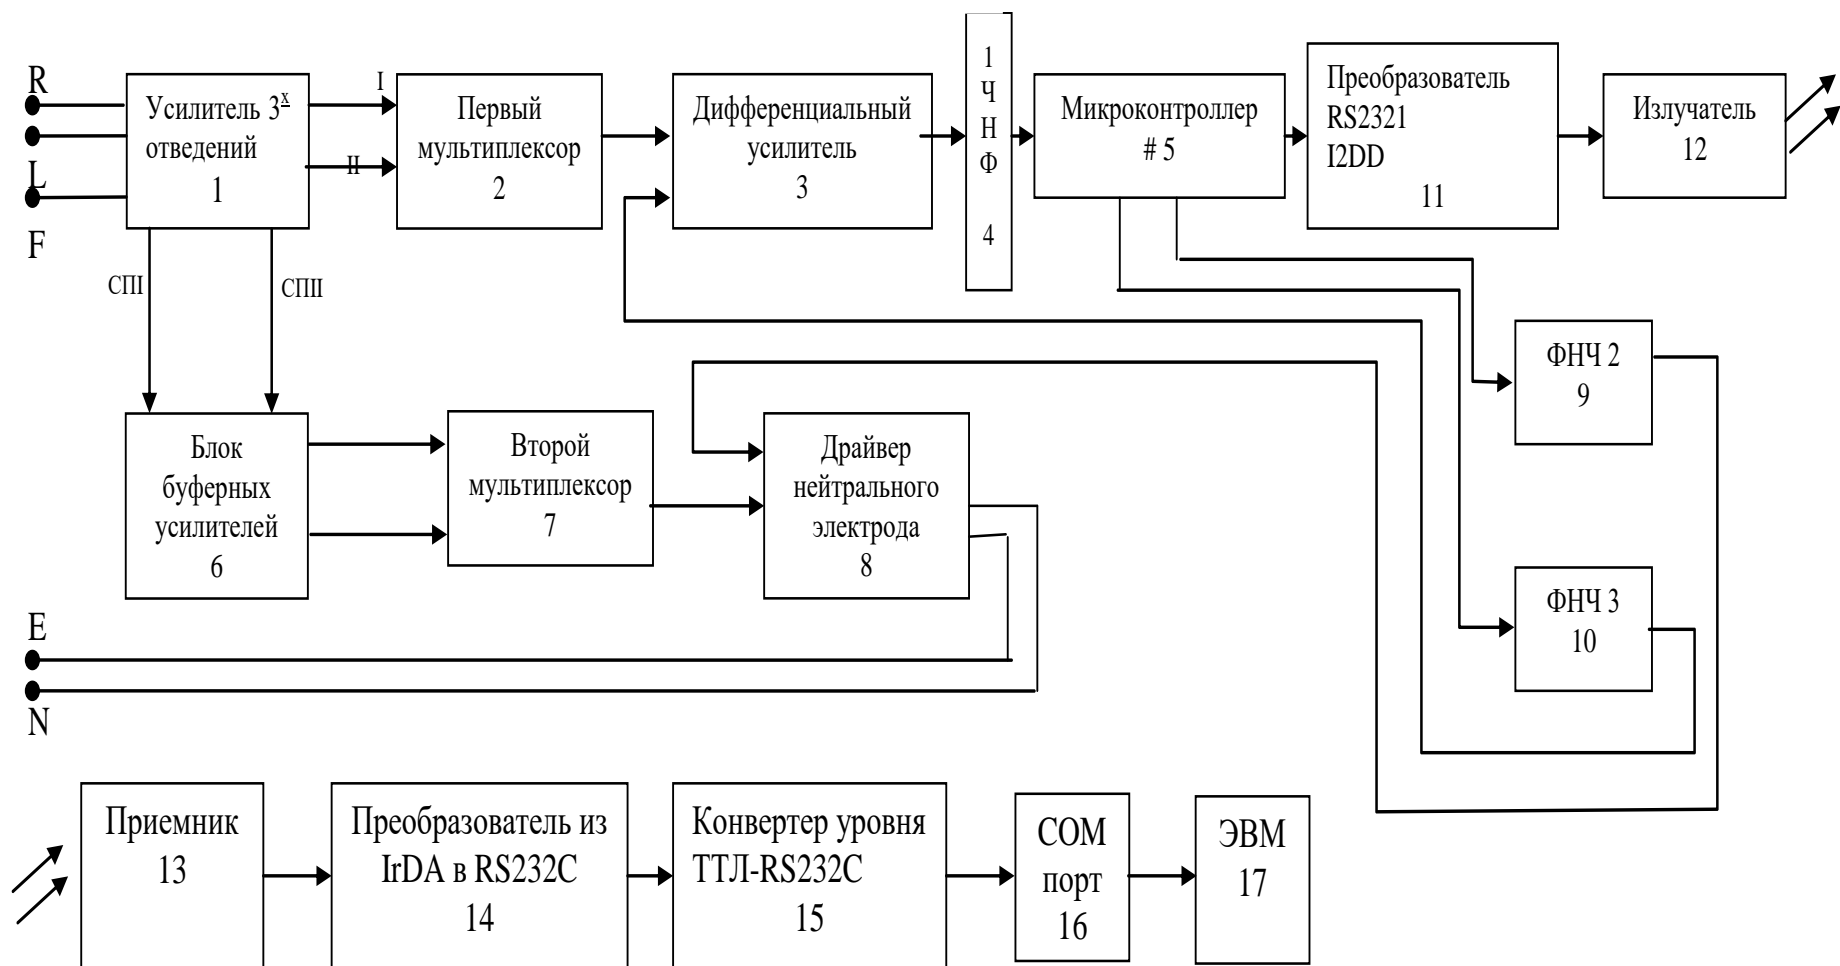 R
L
F
Усилитель 3х
отведений
1
I
II
Первый
мультиплексор
2
Дифференциальный
усилитель
3
1
Ч
Н
Ф
4
Микроконтроллер
# 5
Преобразователь
RS2321
I2DD
11
Излучатель
12
СПI
СПII
ФНЧ 2
9
Блок
буферных
усилителей
6
Второй
мультиплексор
7
Драйвер
нейтрального
электрода
8
ФНЧ 3
10
E
N
Приемник
13
Преобразователь из
IrDA в RS232C
14
Конвертер уровня
ТТЛ-RS232C
15
COM
порт
16
ЭВМ
17